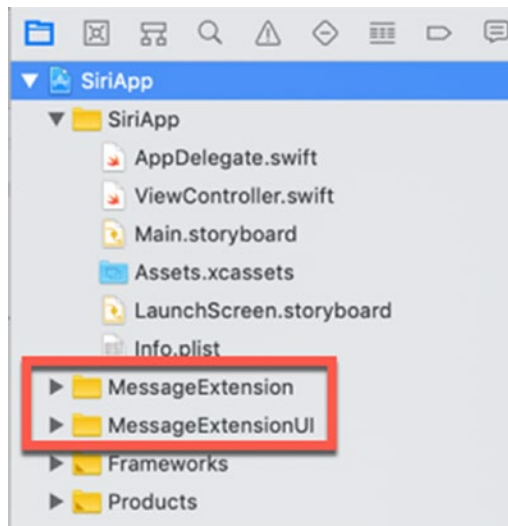 SiriApp
SiriApp
AppDelegate.swift
ViewController.swift
Main.storyboard
Assets.xcassets
LaunchScreen.storyboard
Info.plist
MessageExtension
MessageExtensionUI
Frameworks
Products